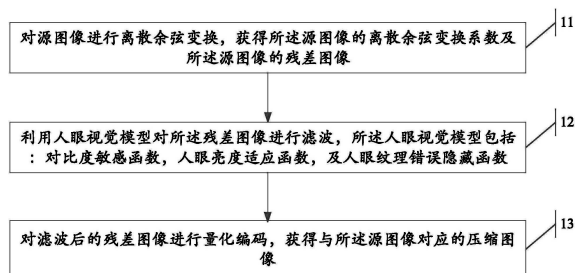 对源图像进行离散余弦变换，获得所述源图像的离散余弦变换系数及
所述源图像的残差图像
11
利用人眼视觉模型对所述残差图像进行滤波，所述人眼视觉模型包括
：对比度敏感函数，人眼亮度适应函数，及人眼纹理错误隐藏函数
12
对滤波后的残差图像进行量化编码，获得与所述源图像对应的压缩图
像
13